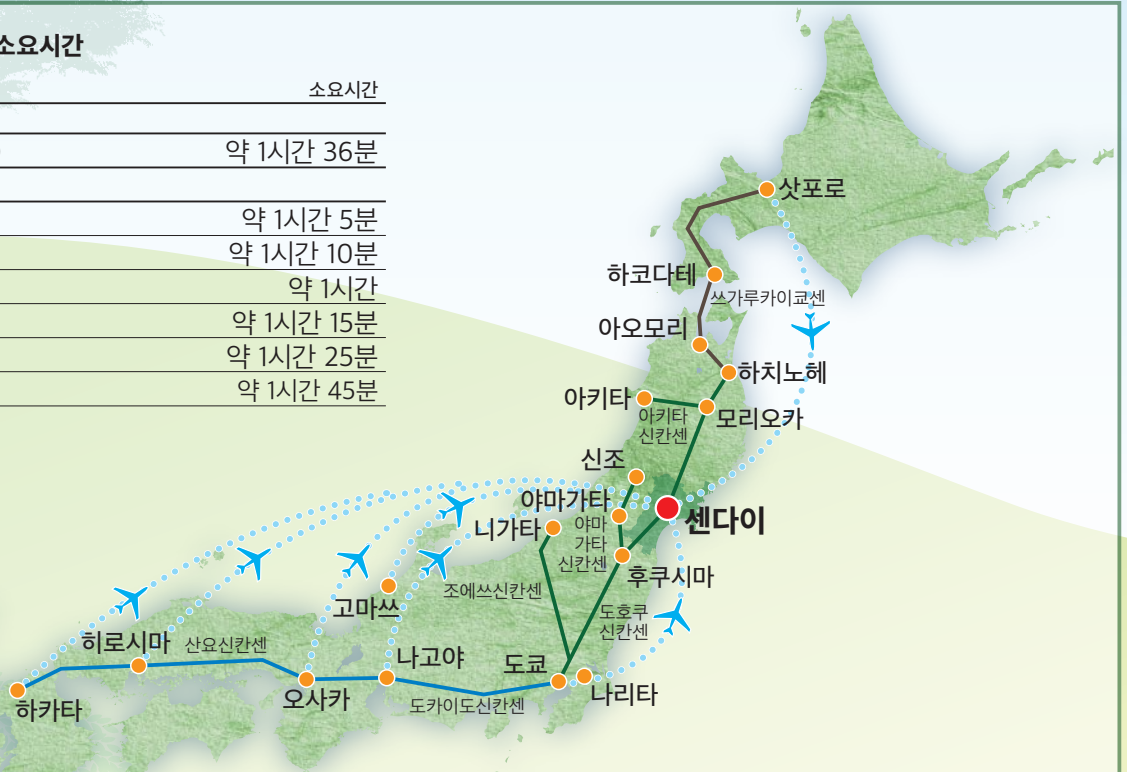 소요시간
소요시간
약 1시간 36분
약 1시간 5분
약 1시간 10분
약 1시간
약 1시간 15분
약 1시간 25분
약 1시간 45분
삿포로
하코다테
쓰가루카이쿄센
아오모리
하치노헤
아키타
모리오카
아키타
신칸센
신조
야마가타
센다이
니가타
야마
가타
신칸센
후쿠시마
조에쓰신칸센
고마쓰
도호쿠
신칸센
히로시마
산요신칸센
나고야
도쿄
나리타
오사카
도카이도신칸센
하카타